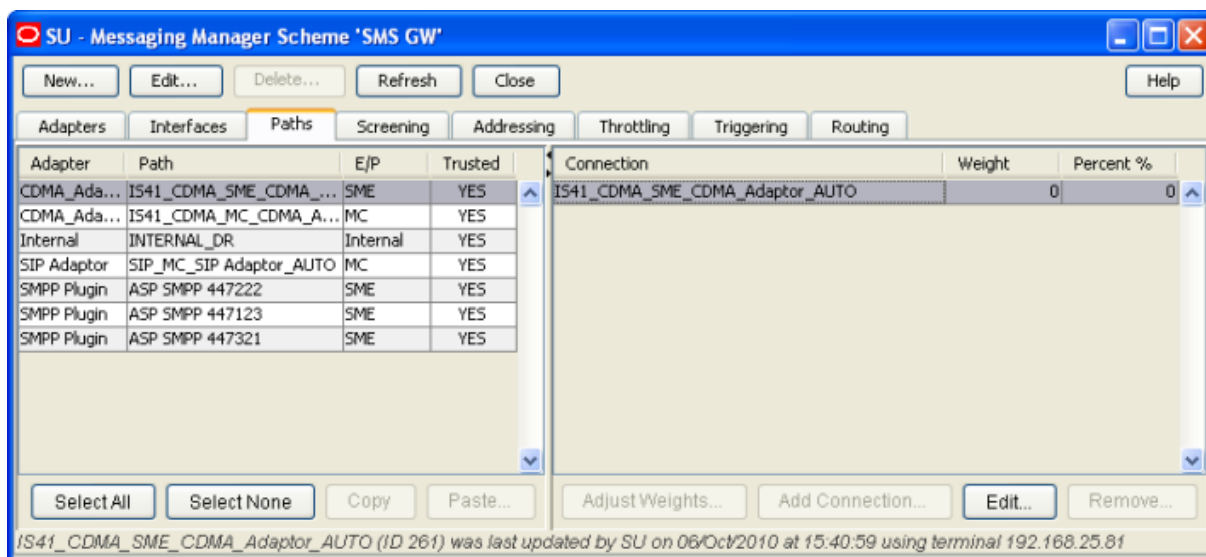 SU - Messaging Manager Scheme 'SMS GW'
New... Edit... Delete... Refresh Close Help
Adapters Interfaces Paths Screening Addressing Throttling Triggering Routing
Adapter Path E/P Trusted Connection Weight Percent %
CDMA_Ada... IS41_CDMA_SME_CDMA_... SME YES IS41_CDMA_SME_CDMA_Adaptor_AUTO 0 0
CDMA_Ada... IS41_CDMA_MC_CDMA_A... MC YES
Internal INTERNAL_DR Internal YES
SIP Adaptor SIP_MC_SIP Adaptor_AUTO MC YES
SMPP Plugin ASP SMPP 447222 SME YES
SMPP Plugin ASP SMPP 447123 SME YES
SMPP Plugin ASP SMPP 447321 SME YES
Select All Select None Copy Paste... Adjust Weights... Add Connection... Edit... Remove...
IS41_CDMA_SME_CDMA_Adaptor_AUTO (ID 261) was last updated by SU on 06/Oct/2010 at 15:40:59 using terminal 192.168.25.81